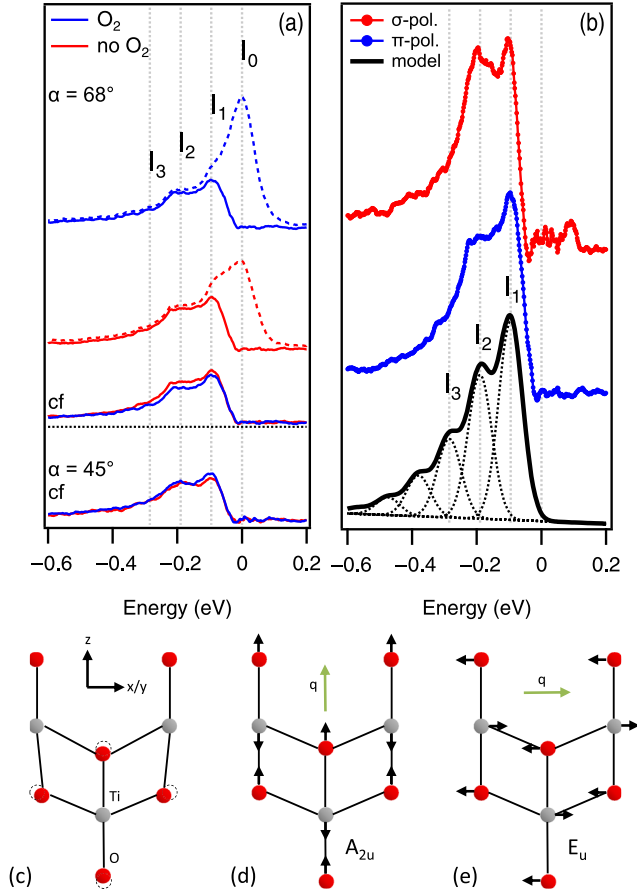 (a)
O₂
no O₂
α = 68°
I₀
I₁
I₂
I₃
cf
α = 45°
cf
−0.6 −0.4 −0.2 0 0.2
Energy (eV)
(b)
σ-pol.
π-pol.
model
I₁
I₂
I₃
−0.6 −0.4 −0.2 0 0.2
Energy (eV)
z
x/y
Ti
O
(c)
q
A₂ᵤ
(d)
q
Eᵤ
(e)